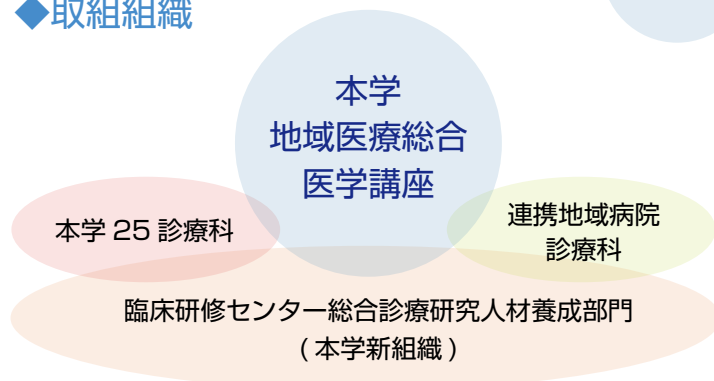 ◆取組組織
本学
地域医療総合
医学講座
本学 25 診療科
連携地域病院
診療科
臨床研修センター総合診療研究人材養成部門
( 本学新組織 )